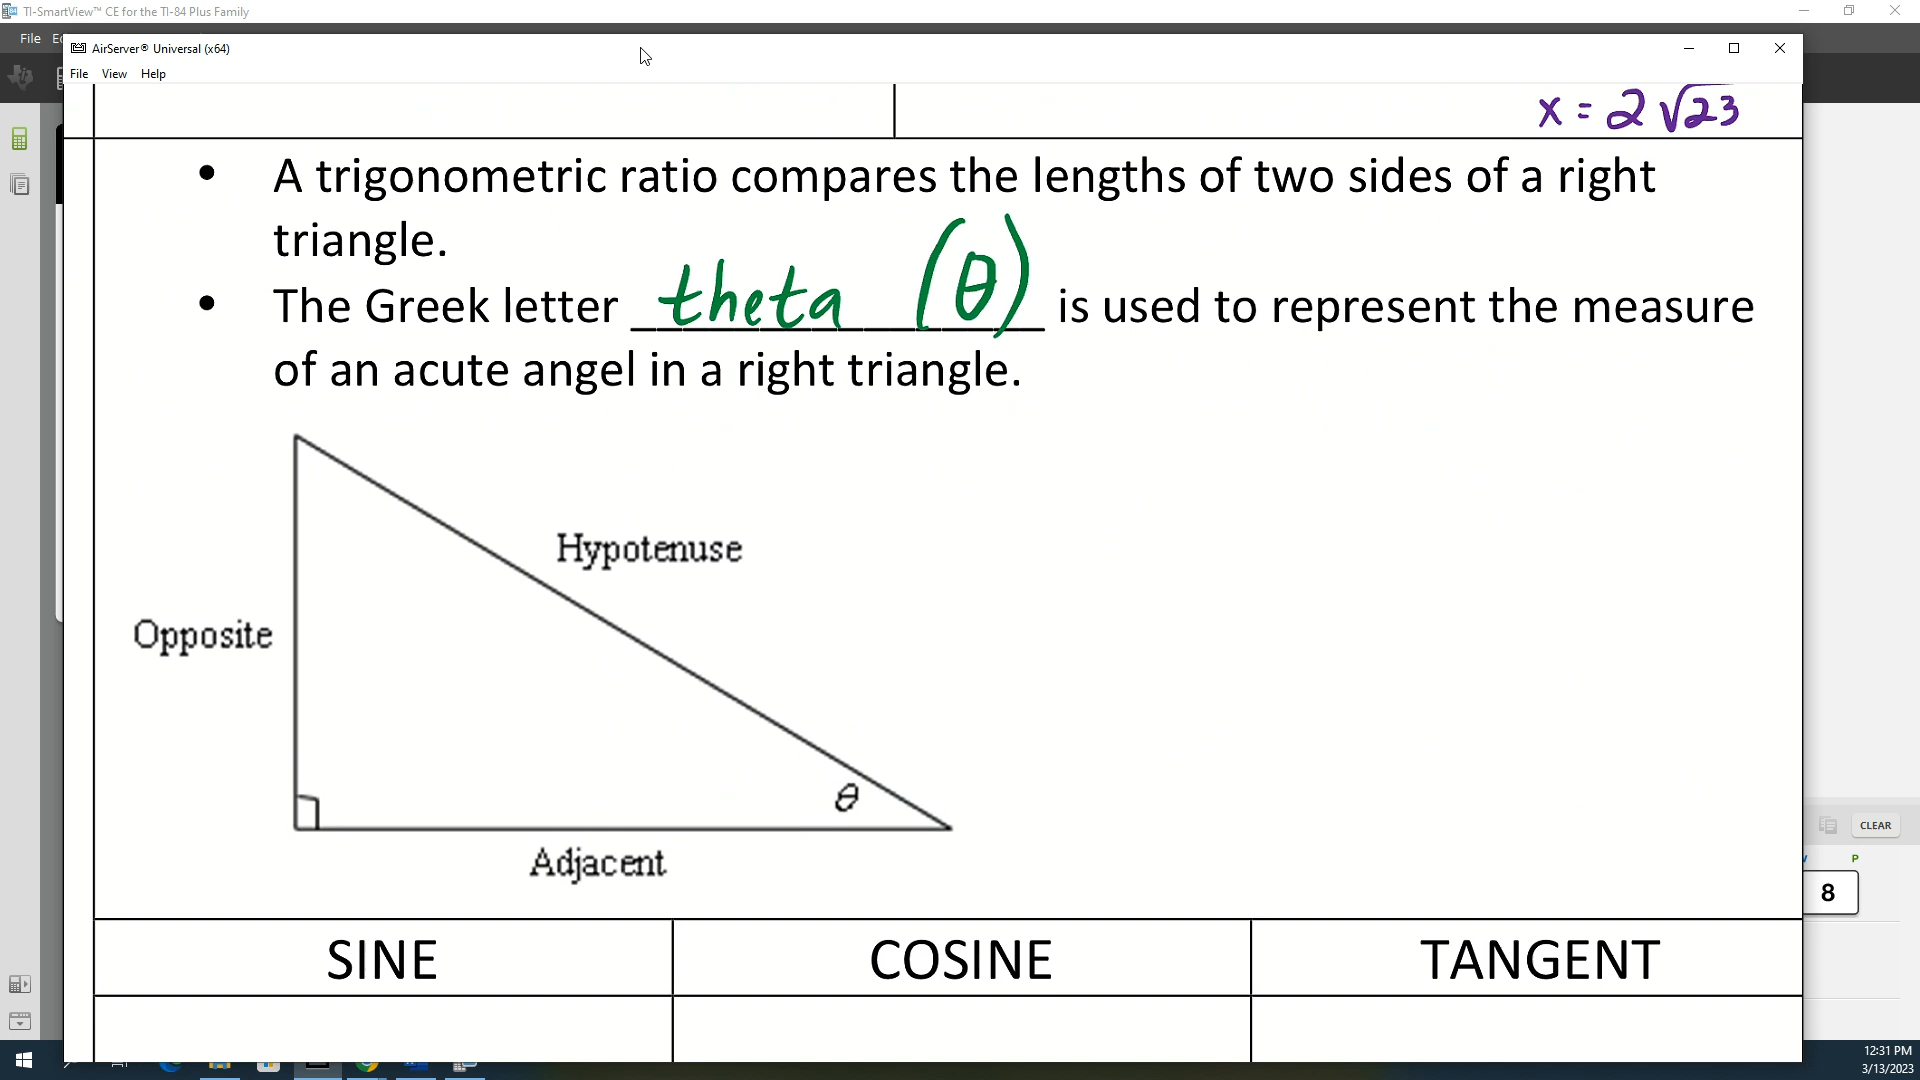 TI-SmartView™ CE for the TI-84 Plus Family
File
AirServer® Universal (x64)
File View Help
x = 2 √23
• A trigonometric ratio compares the lengths of two sides of a right
triangle.
• The Greek letter theta (θ) is used to represent the measure
of an acute angel in a right triangle.
Hypotenuse
Opposite
θ
Adjacent
CLEAR
P
8
SINE COSINE TANGENT
12:31 PM
3/13/2023